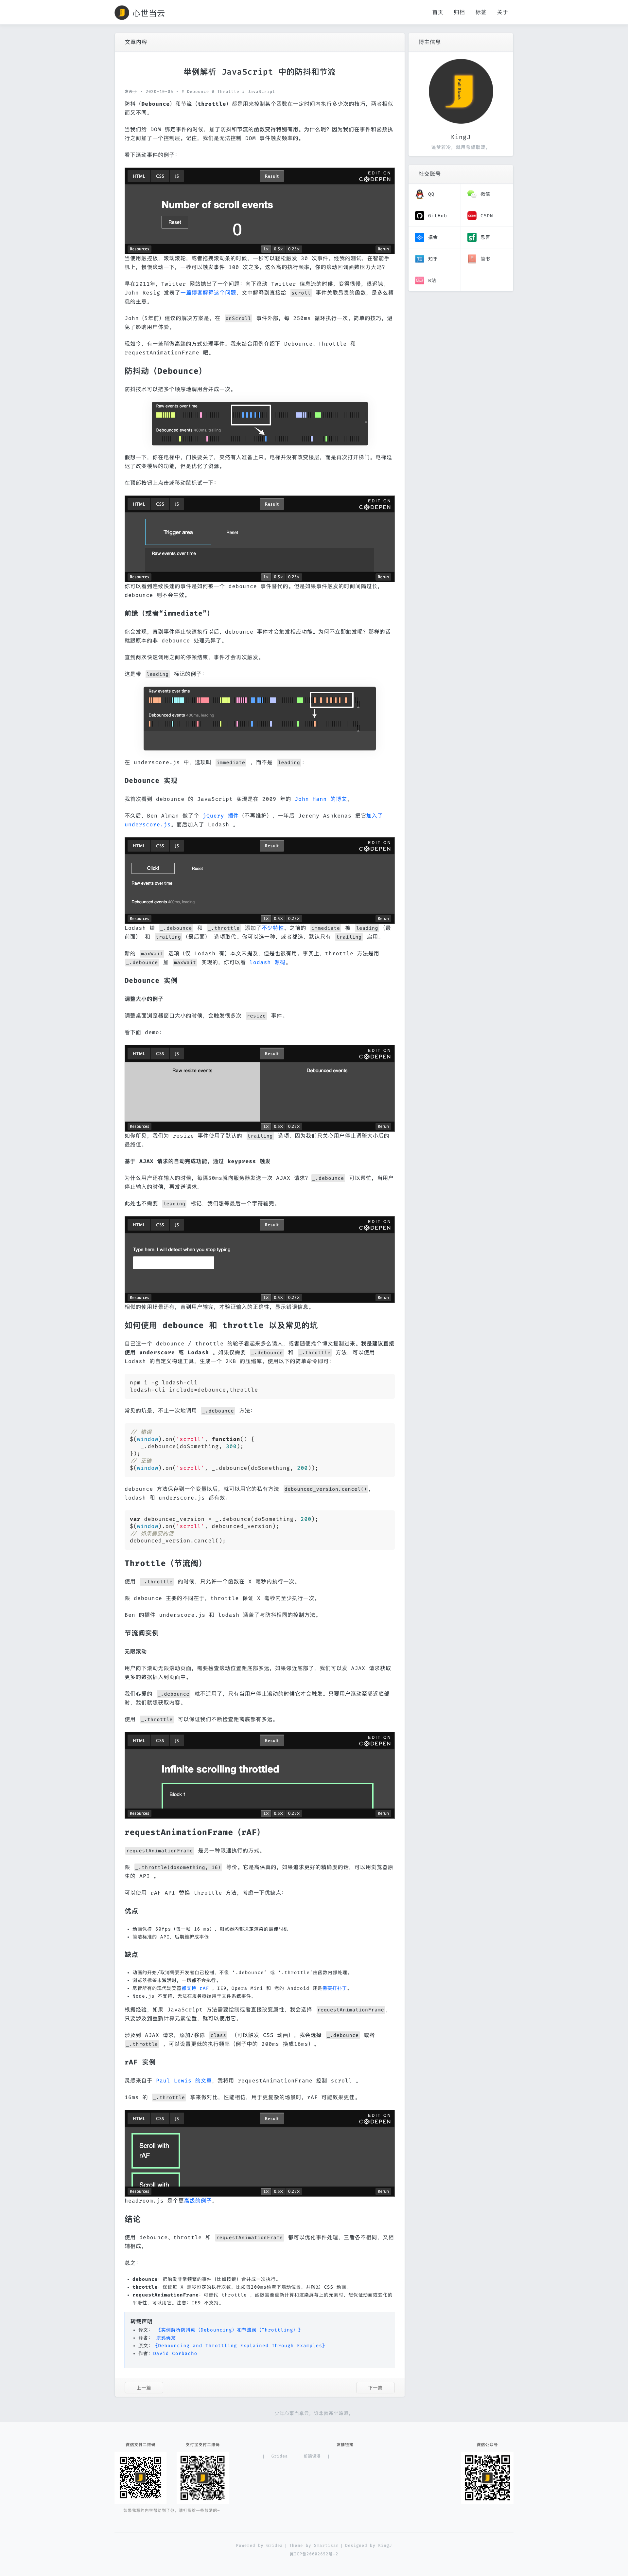 心世当云
首页 归档 标签 关于
文章内容
举例解析 JavaScript 中的防抖和节流
# Debounce # Throttle # JavaScript
防抖（Debounce）和节流（throttle）都是用来控制某个函数在一定时间内执行多少次的技巧，两者相似而又不同。
当我们给 DOM 绑定事件的时候，加了防抖和节流的函数变得特别有用。为什么呢？因为我们在事件和函数执行之间加了一个控制层。记住，我们是无法控制 DOM 事件触发频率的。
看下滚动事件的例子：
HTML CSS JS Result EDIT ON CODEPEN
Number of scroll events
Reset
0
Resources 1x 0.5x 0.25x Rerun
当使用触控板，滚动滚轮，或者拖拽滚动条的时候，一秒可以轻松触发 30 次事件。经我的测试，在智能手机上，慢慢滚动一下，一秒可以触发事件 100 次之多。这么高的执行频率，你的滚动回调函数压力大吗？
早在2011年，Twitter 网站抛出了一个问题：向下滚动 Twitter 信息流的时候，变得很慢，很迟钝。John Resig 发表了一篇博客解释这个问题，文中解释到直接给 scroll 事件关联昂贵的函数，是多么糟糕的主意。
John（5年前）建议的解决方案是，在 onScroll 事件外部，每 250ms 循环执行一次。简单的技巧，避免了影响用户体验。
现如今，有一些稍微高端的方式处理事件。我来结合用例介绍下 Debounce，Throttle 和 requestAnimationFrame 吧。
防抖动（Debounce）
防抖技术可以把多个顺序地调用合并成一次。
Raw events over time
Debounced events 400ms, trailing
假想一下，你在电梯中，门快要关了，突然有人准备上来。电梯并没有改变楼层，而是再次打开梯门。电梯延迟了改变楼层的功能，但是优化了资源。
在顶部按钮上点击或移动鼠标试一下：
HTML CSS JS Result EDIT ON CODEPEN
Trigger area
Reset
Raw events over time
Resources 1x 0.5x 0.25x Rerun
你可以看到连续快速的事件是如何被一个 debounce 事件替代的。但是如果事件触发的时间间隔过长，debounce 则不会生效。
前缘（或者“immediate”）
你会发现，直到事件停止快速执行以后，debounce 事件才会触发相应功能。为何不立即触发呢？那样的话就跟原本的非 debounce 处理无异了。
直到两次快速调用之间的停顿结束，事件才会再次触发。
这是带 leading 标记的例子：
Raw events over time
Debounced events 400ms, leading
在 underscore.js 中，选项叫 immediate ，而不是 leading：
Debounce 实现
我首次看到 debounce 的 JavaScript 实现是在 2009 年的 John Hann 的博文。
不久后，Ben Alman 做了个 jQuery 插件（不再维护），一年后 Jeremy Ashkenas 把它加入了 underscore.js。而后加入了 Lodash 。
HTML CSS JS Result EDIT ON CODEPEN
Click!
Reset
Raw events over time
Debounced events 400ms, leading
Resources 1x 0.5x 0.25x Rerun
Lodash 给 _.debounce 和 _.throttle 添加了不少特性。之前的 immediate 被 leading（最前面） 和 trailing（最后面） 选项取代。你可以选一种，或者都选，默认只有 trailing 启用。
新的 maxWait 选项（仅 Lodash 有）本文未提及，但是也很有用。事实上，throttle 方法是用 _.debounce 加 maxWait 实现的，你可以看 lodash 源码。
Debounce 实例
调整大小的例子
调整桌面浏览器窗口大小的时候，会触发很多次 resize 事件。
看下面 demo：
HTML CSS JS Result EDIT ON CODEPEN
Raw resize events
Debounced events
Resources 1x 0.5x 0.25x Rerun
如你所见，我们为 resize 事件使用了默认的 trailing 选项，因为我们只关心用户停止调整大小后的最终值。
基于 AJAX 请求的自动完成功能，通过 keypress 触发
为什么用户还在输入的时候，每隔50ms就向服务器发送一次 AJAX 请求？_.debounce 可以帮忙，当用户停止输入的时候，再发送请求。
此处也不需要 leading 标记，我们想等最后一个字符输完。
HTML CSS JS Result EDIT ON CODEPEN
Type here. I will detect when you stop typing
Resources 1x 0.5x 0.25x Rerun
相似的使用场景还有，直到用户输完，才验证输入的正确性，显示错误信息。
如何使用 debounce 和 throttle 以及常见的坑
自己造一个 debounce / throttle 的轮子看起来多么诱人，或者随便找个博文复制过来。我是建议直接使用 underscore 或 Lodash 。如果仅需要 _.debounce 和 _.throttle 方法，可以使用 Lodash 的自定义构建工具，生成一个 2KB 的压缩库。使用以下的简单命令即可：
npm i -g lodash-cli
lodash-cli include=debounce,throttle
常见的坑是，不止一次地调用 _.debounce 方法：
// 错误
$(window).on('scroll', function() {
_.debounce(doSomething, 300);
});
// 正确
$(window).on('scroll', _.debounce(doSomething, 200));
debounce 方法保存到一个变量以后，就可以用它的私有方法 debounced_version.cancel()，lodash 和 underscore.js 都有效。
var debounced_version = _.debounce(doSomething, 200);
$(window).on('scroll', debounced_version);
// 如果需要的话
debounced_version.cancel();
Throttle（节流阀）
使用 _.throttle 的时候，只允许一个函数在 X 毫秒内执行一次。
跟 debounce 主要的不同在于，throttle 保证 X 毫秒内至少执行一次。
Ben 的插件 underscore.js 和 lodash 涵盖了与防抖相同的控制方法。
节流阀实例
无限滚动
用户向下滚动无限滚动页面，需要检查滚动位置距底部多远，如果邻近底部了，我们可以发 AJAX 请求获取更多的数据插入到页面中。
我们心爱的 _.debounce 就不适用了，只有当用户停止滚动的时候它才会触发。只要用户滚动至邻近底部时，我们就想获取内容。
使用 _.throttle 可以保证我们不断检查距离底部有多远。
HTML CSS JS Result EDIT ON CODEPEN
Infinite scrolling throttled
Block 1
Resources 1x 0.5x 0.25x Rerun
requestAnimationFrame（rAF）
requestAnimationFrame 是另一种限速执行的方式。
跟 _.throttle(dosomething, 16) 等价。它是高保真的，如果追求更好的精确度的话，可以用浏览器原生的 API 。
可以使用 rAF API 替换 throttle 方法，考虑一下优缺点：
优点
动画保持 60fps（每一帧 16 ms），浏览器内部决定渲染的最佳时机
简洁标准的 API，后期维护成本低
缺点
动画的开始/取消需要开发者自己控制，不像 ‘.debounce’ 或 ‘.throttle’由函数内部处理。
浏览器标签未激活时，一切都不会执行。
尽管所有的现代浏览器都支持 rAF ，IE9，Opera Mini 和 老的 Android 还是需要打补丁。
Node.js 不支持，无法在服务器端用于文件系统事件。
根据经验，如果 JavaScript 方法需要绘制或者直接改变属性，我会选择 requestAnimationFrame，只要涉及到重新计算元素位置，就可以使用它。
涉及到 AJAX 请求，添加/移除 class （可以触发 CSS 动画），我会选择 _.debounce 或者 _.throttle ，可以设置更低的执行频率（例子中的 200ms 换成16ms）。
rAF 实例
灵感来自于 Paul Lewis 的文章，我将用 requestAnimationFrame 控制 scroll 。
16ms 的 _.throttle 拿来做对比，性能相仿，用于更复杂的场景时，rAF 可能效果更佳。
HTML CSS JS Result EDIT ON CODEPEN
Scroll with rAF
Scroll with
Resources 1x 0.5x 0.25x Rerun
headroom.js 是个更高级的例子。
结论
使用 debounce，throttle 和 requestAnimationFrame 都可以优化事件处理，三者各不相同，又相辅相成。
总之：
debounce：把触发非常频繁的事件（比如按键）合并成一次执行。
throttle：保证每 X 毫秒恒定的执行次数，比如每200ms检查下滚动位置，并触发 CSS 动画。
requestAnimationFrame：可替代 throttle ，函数需要重新计算和渲染屏幕上的元素时，想保证动画或变化的平滑性，可以用它。注意：IE9 不支持。
转载声明
译文： 《实例解析防抖动（Debouncing）和节流阀（Throttling）》
译者：
原文：《Debouncing and Throttling Explained Through Examples》
作者：David Corbacho
上一篇 下一篇
博主信息
KingJ
社交账号
QQ 微信
GitHub CSDN
掘金 思否
知乎 简书
B站
微信支付二维码 支付宝支付二维码 友情链接 微信公众号
| Gridea | |
Powered by Gridea | Theme by | Designed by KingJ